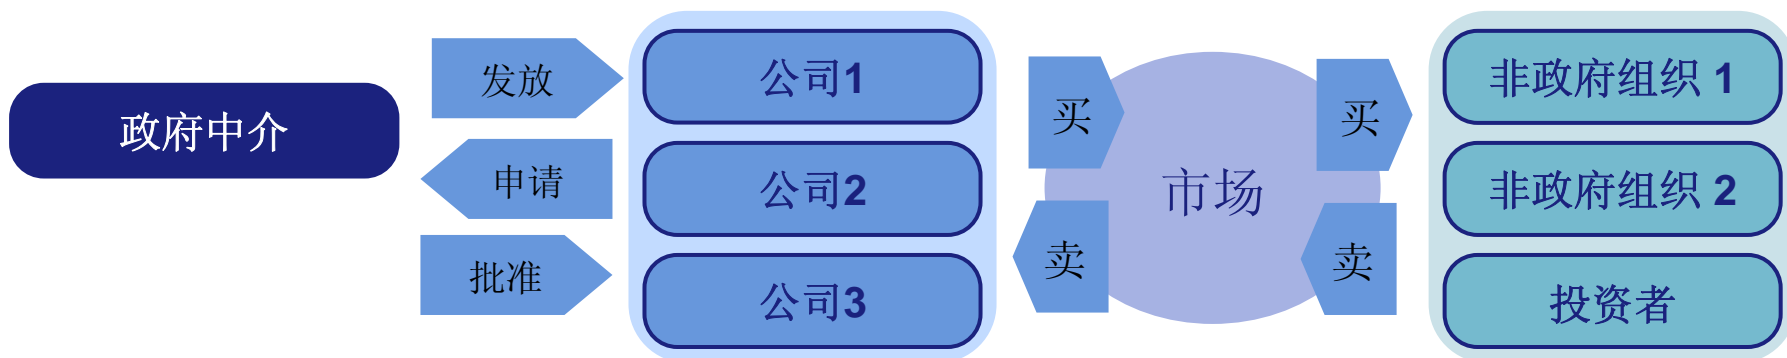 政府中介
发放
申请
批准
公司1
公司2
公司3
买
卖
市场
买
卖
非政府组织 1
非政府组织 2
投资者